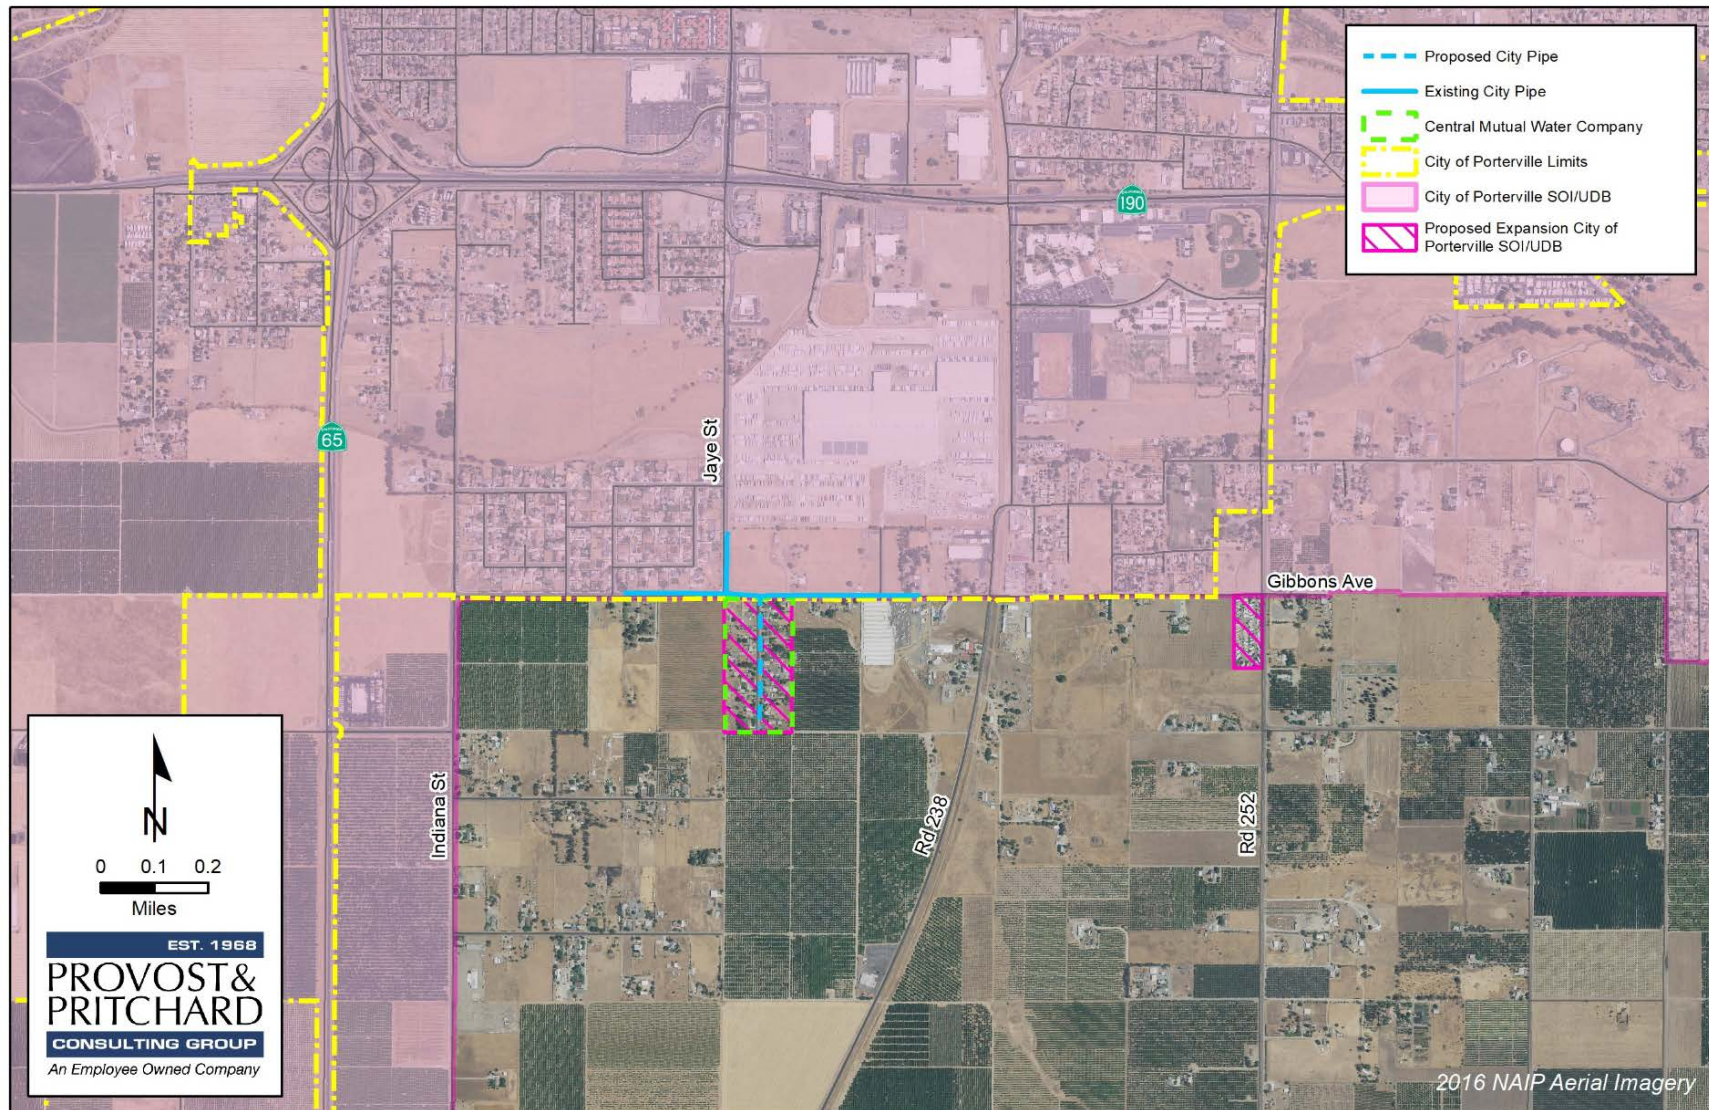 Proposed City Pipe
Existing City Pipe
Central Mutual Water Company
City of Porterville Limits
City of Porterville SOI/UDB
Proposed Expansion City of
Porterville SOI/UDB
CALIFORNIA
190
CALIFORNIA
65
Jaye St
Gibbons Ave
Indiana St
Rd 238
Rd 252
N
0 0.1 0.2
Miles
EST. 1968
PROVOST&
PRITCHARD
CONSULTING GROUP
An Employee Owned Company
2016 NAIP Aerial Imagery